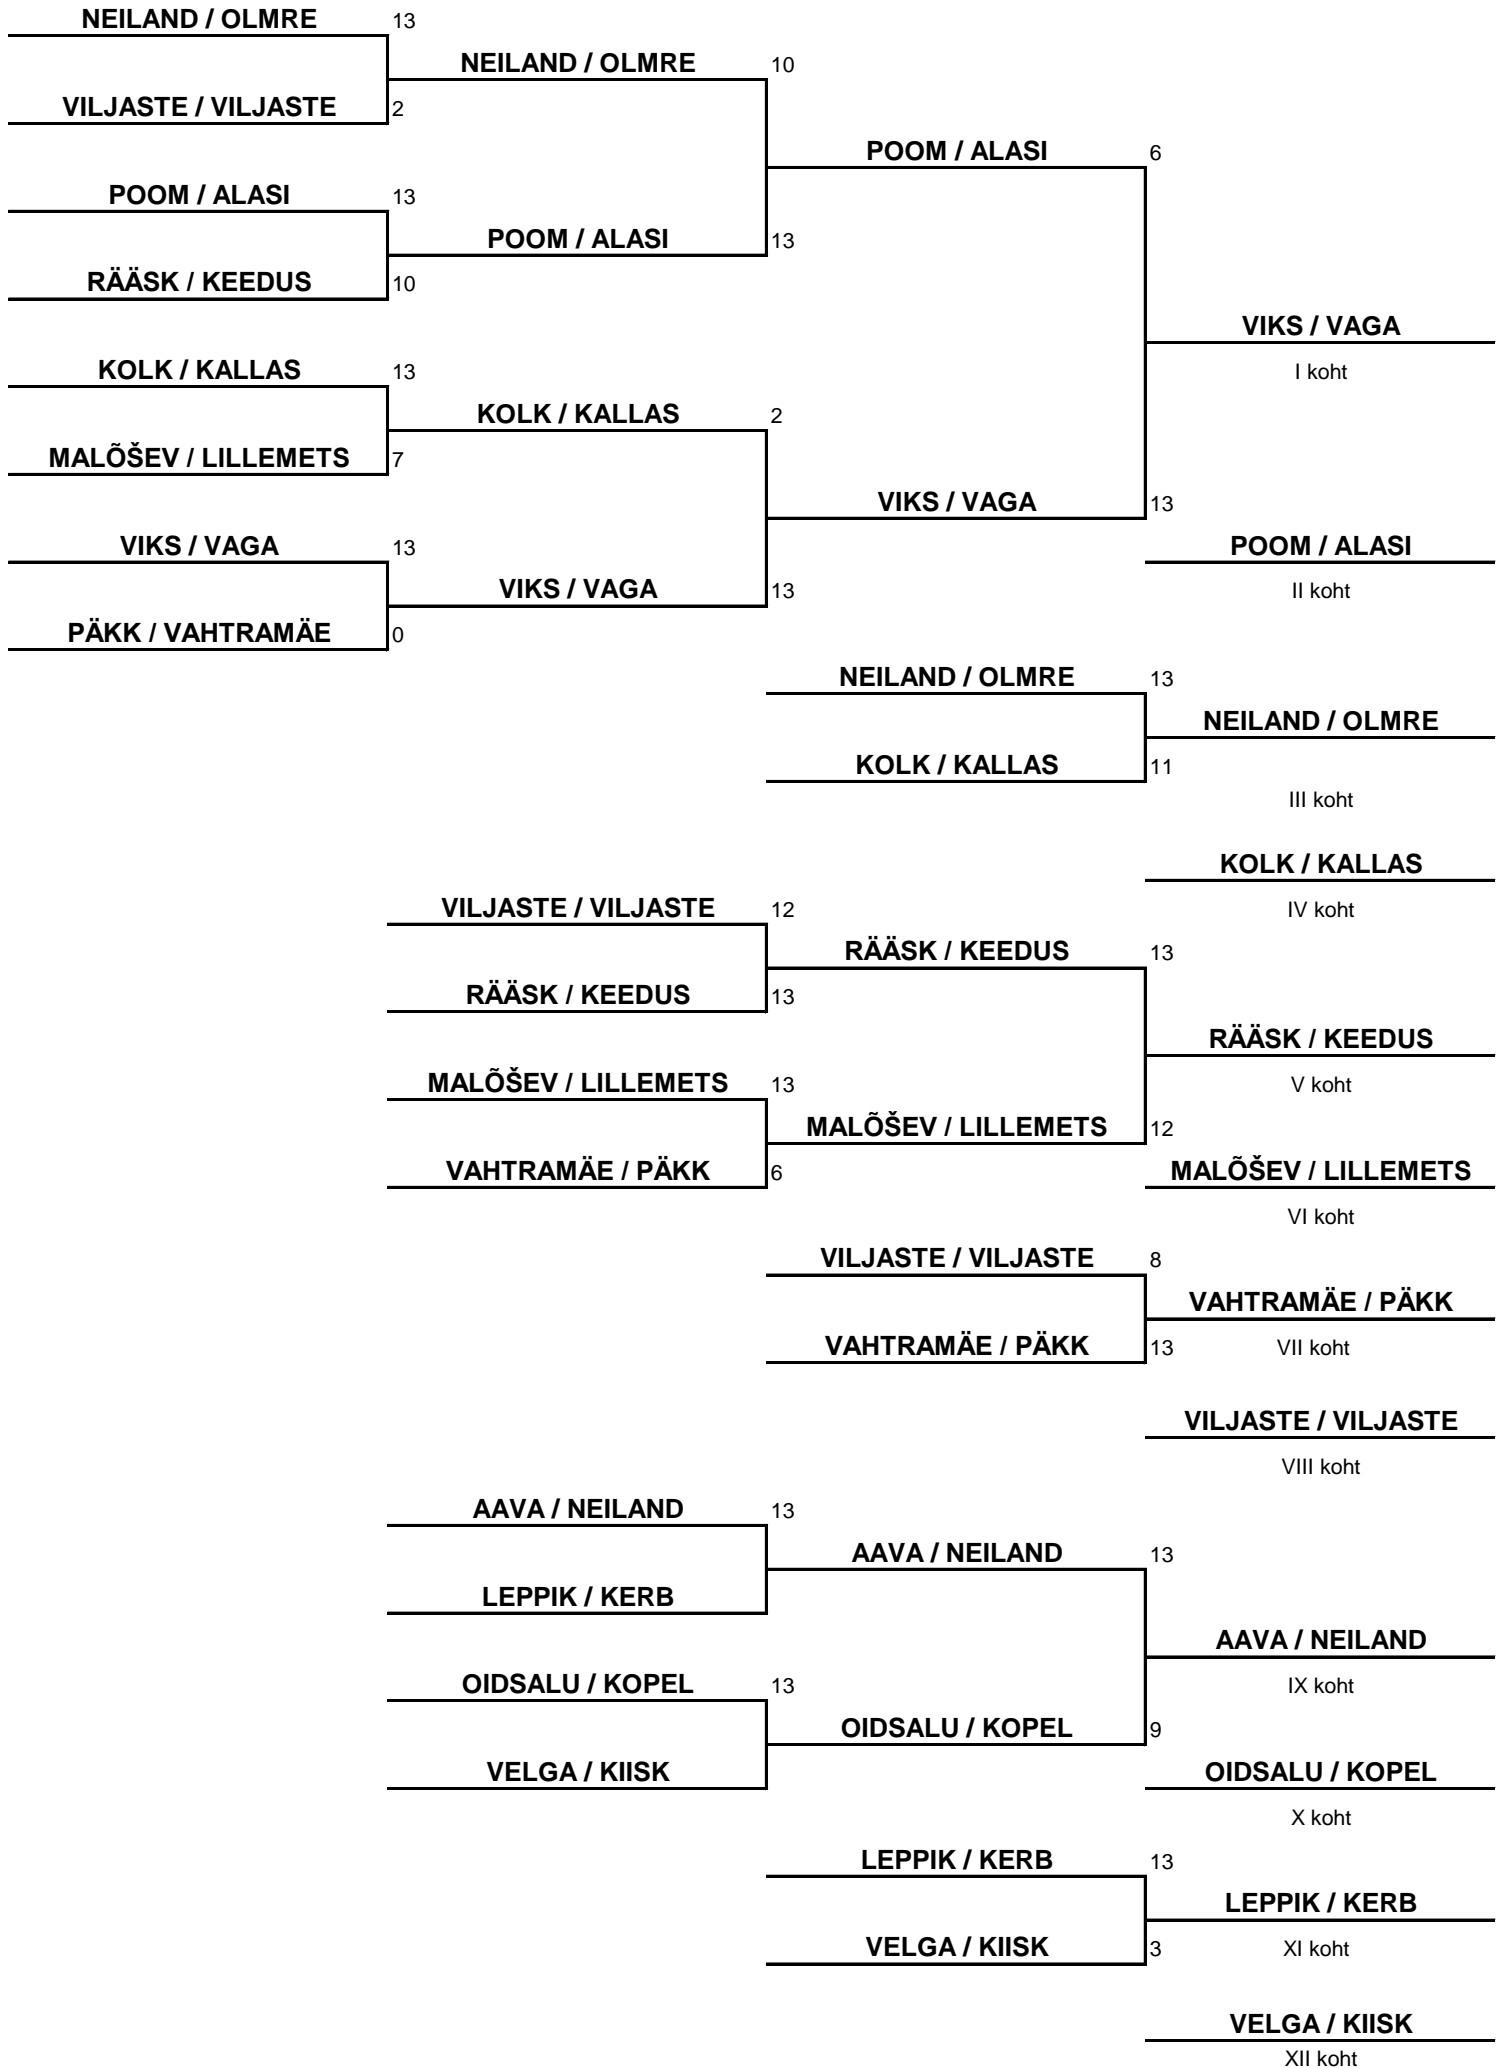 NEILAND / OLMRE 13
NEILAND / OLMRE 10
VILJASTE / VILJASTE 2
POOM / ALASI 6
POOM / ALASI 13
POOM / ALASI 13
RÄÄSK / KEEDUS 10
VIKS / VAGA
KOLK / KALLAS 13
I koht
KOLK / KALLAS 2
MALÕŠEV / LILLEMETS 7
VIKS / VAGA 13
VIKS / VAGA 13
POOM / ALASI
VIKS / VAGA 13
II koht
PÄKK / VAHTRAMÄE 0
NEILAND / OLMRE 13
NEILAND / OLMRE
KOLK / KALLAS 11
III koht
KOLK / KALLAS
VILJASTE / VILJASTE 12
IV koht
RÄÄSK / KEEDUS 13
RÄÄSK / KEEDUS 13
RÄÄSK / KEEDUS
MALÕŠEV / LILLEMETS 13
V koht
MALÕŠEV / LILLEMETS 12
VAHTRAMÄE / PÄKK 6
MALÕŠEV / LILLEMETS
VI koht
VILJASTE / VILJASTE 8
VAHTRAMÄE / PÄKK
VAHTRAMÄE / PÄKK 13
VII koht
VILJASTE / VILJASTE
VIII koht
AAVA / NEILAND 13
AAVA / NEILAND 13
LEPPIK / KERB
AAVA / NEILAND
OIDSALU / KOPEL 13
IX koht
OIDSALU / KOPEL 9
VELGA / KIISK
OIDSALU / KOPEL
X koht
LEPPIK / KERB 13
LEPPIK / KERB
VELGA / KIISK 3
XI koht
VELGA / KIISK
XII koht